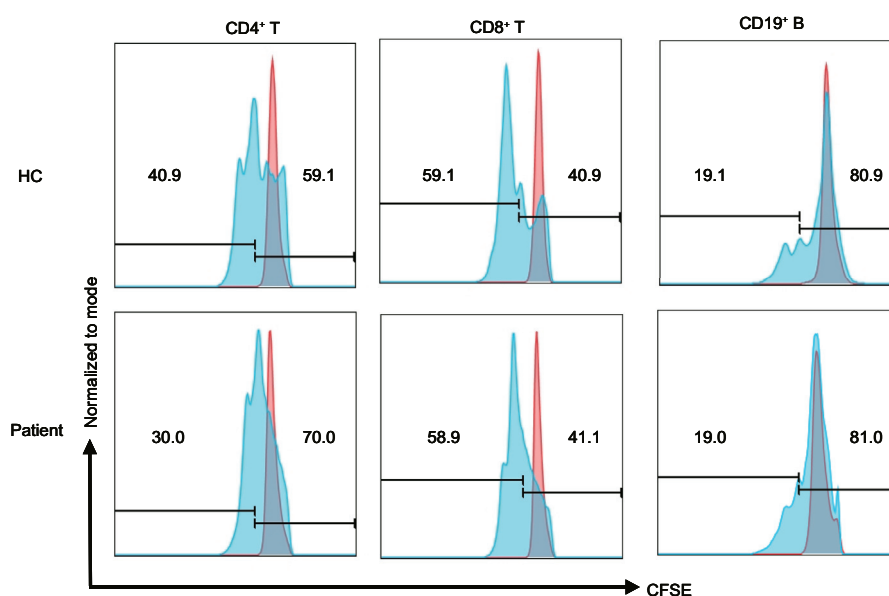 CD4⁺ T
CD8⁺ T
CD19⁺ B
HC
40.9
59.1
59.1
40.9
19.1
80.9
Normalized to mode
Patient
30.0
70.0
58.9
41.1
19.0
81.0
CFSE